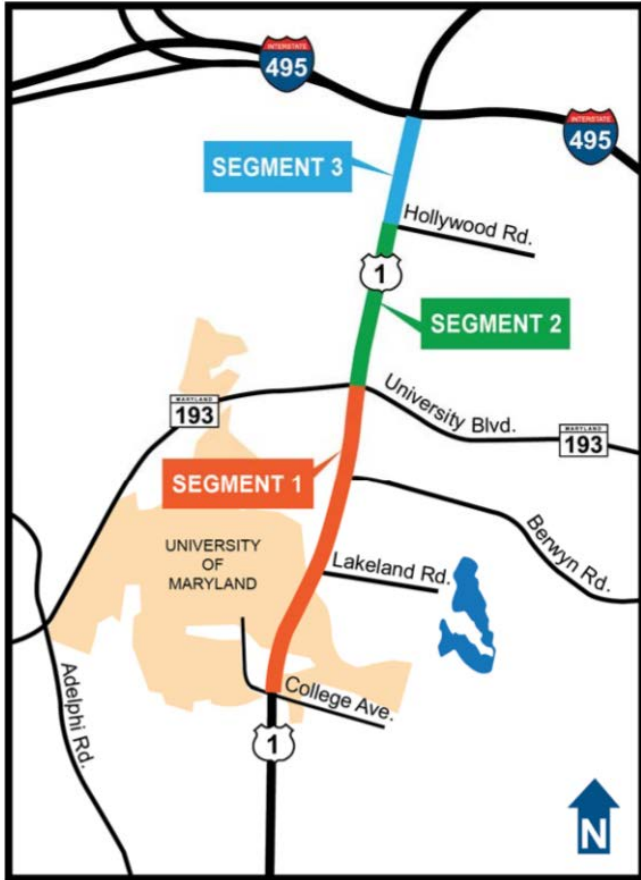 INTERSTATE
495
INTERSTATE
495
SEGMENT 3
Hollywood Rd.
1
SEGMENT 2
MARYLAND
193
University Blvd.
MARYLAND
193
SEGMENT 1
UNIVERSITY
OF
MARYLAND
Berwyn Rd.
Lakeland Rd.
Adelphi Rd.
College Ave.
1
N